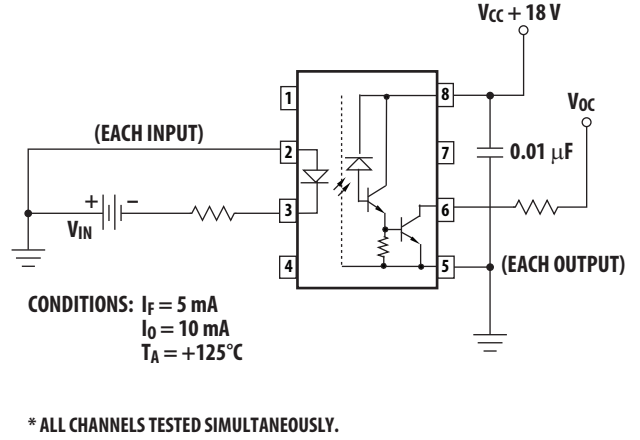 VCC + 18 V
VOC
1
8
(EACH INPUT)
2
7
0.01 μF
+
–
VIN
3
6
4
5
(EACH OUTPUT)
CONDITIONS: IF = 5 mA
IO = 10 mA
TA = +125°C
* ALL CHANNELS TESTED SIMULTANEOUSLY.